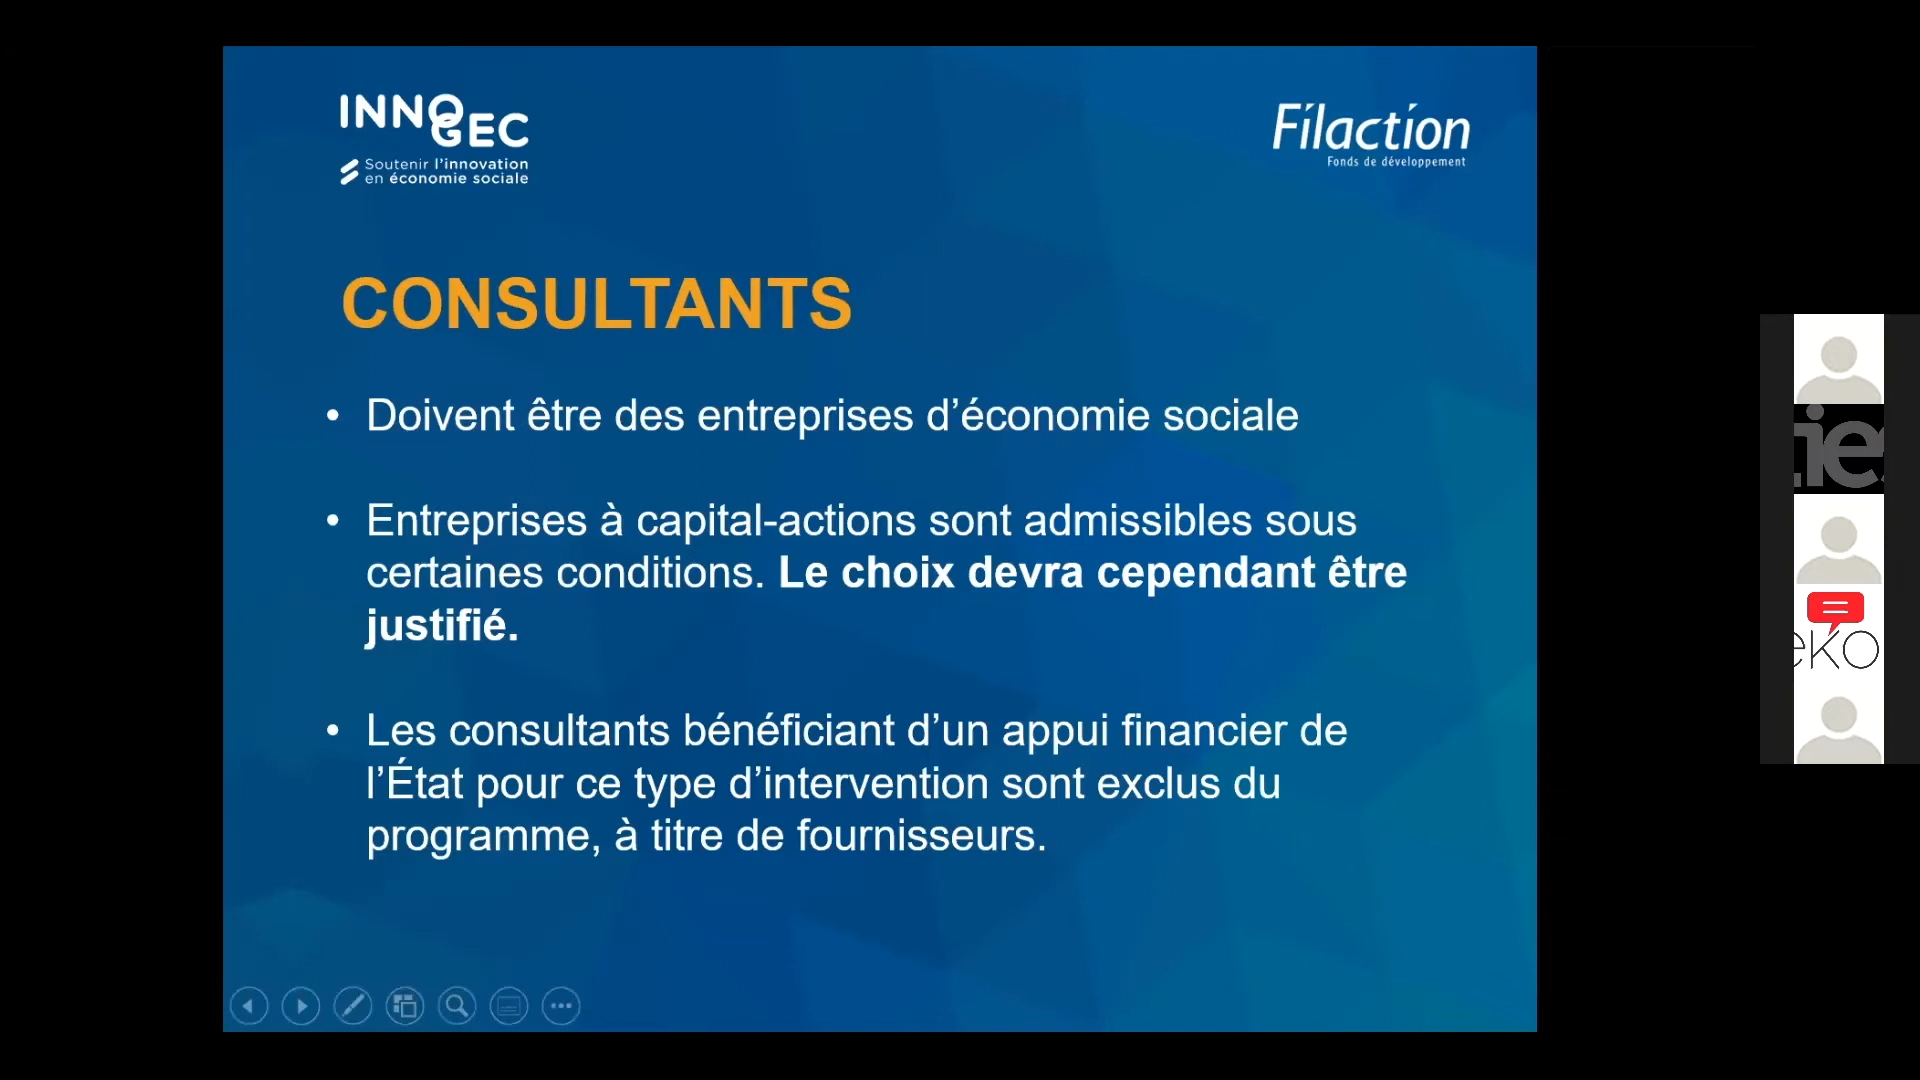 INNOGEC
Soutenir l'innovation
en économie sociale
Filaction
Fonds de développement
CONSULTANTS
• Doivent être des entreprises d’économie sociale
• Entreprises à capital-actions sont admissibles sous
certaines conditions. Le choix devra cependant être
justifié.
• Les consultants bénéficiant d’un appui financier de
l’État pour ce type d’intervention sont exclus du
programme, à titre de fournisseurs.